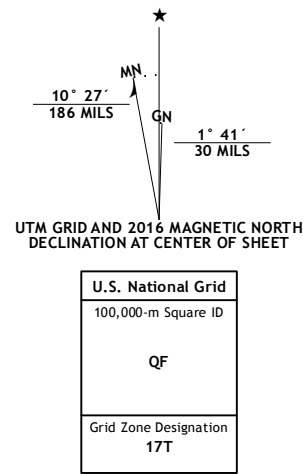 ★
MN
10° 27´
186 MILS
GN
1° 41´
30 MILS
UTM GRID AND 2016 MAGNETIC NORTH
DECLINATION AT CENTER OF SHEET
U.S. National Grid
100,000-m Square ID
QF
Grid Zone Designation
17T